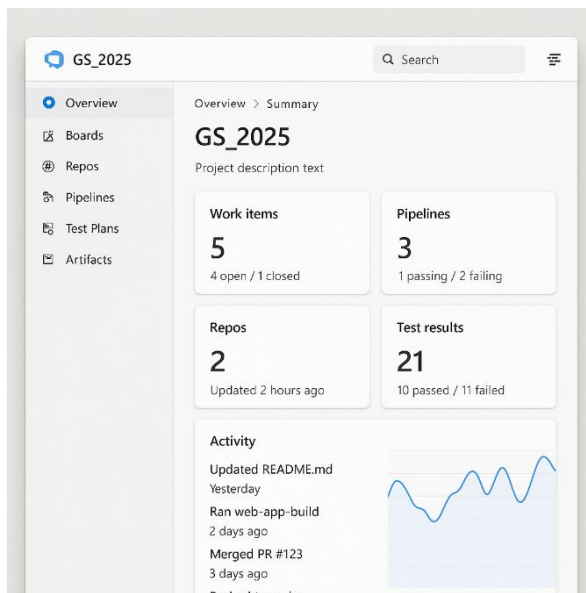 GS_2025
Search
Overview
Boards
Repos
Pipelines
Test Plans
Artifacts
Overview > Summary
GS_2025
Project description text
Work items
5
4 open / 1 closed
Pipelines
3
1 passing / 2 failing
Repos
2
Updated 2 hours ago
Test results
21
10 passed / 11 failed
Activity
Updated README.md
Yesterday
Ran web-app-build
2 days ago
Merged PR #123
3 days ago